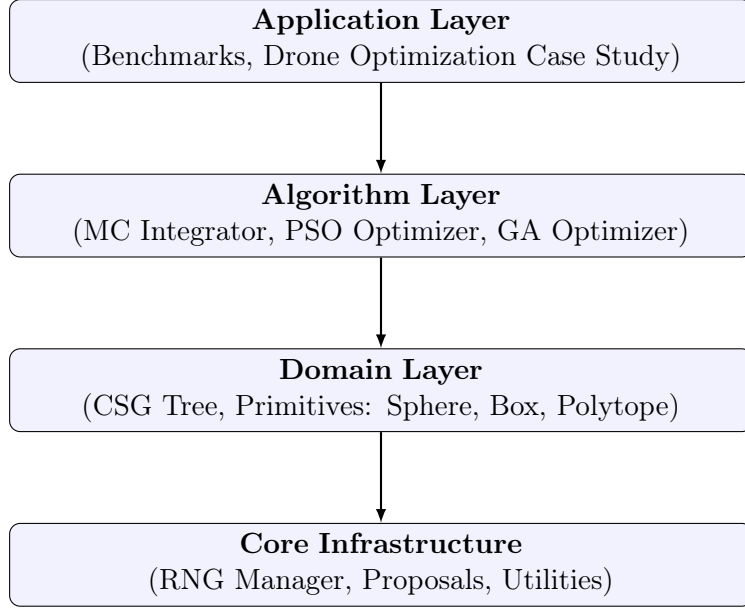 Application Layer
(Benchmarks, Drone Optimization Case Study)
Algorithm Layer
(MC Integrator, PSO Optimizer, GA Optimizer)
Domain Layer
(CSG Tree, Primitives: Sphere, Box, Polytope)
Core Infrastructure
(RNG Manager, Proposals, Utilities)